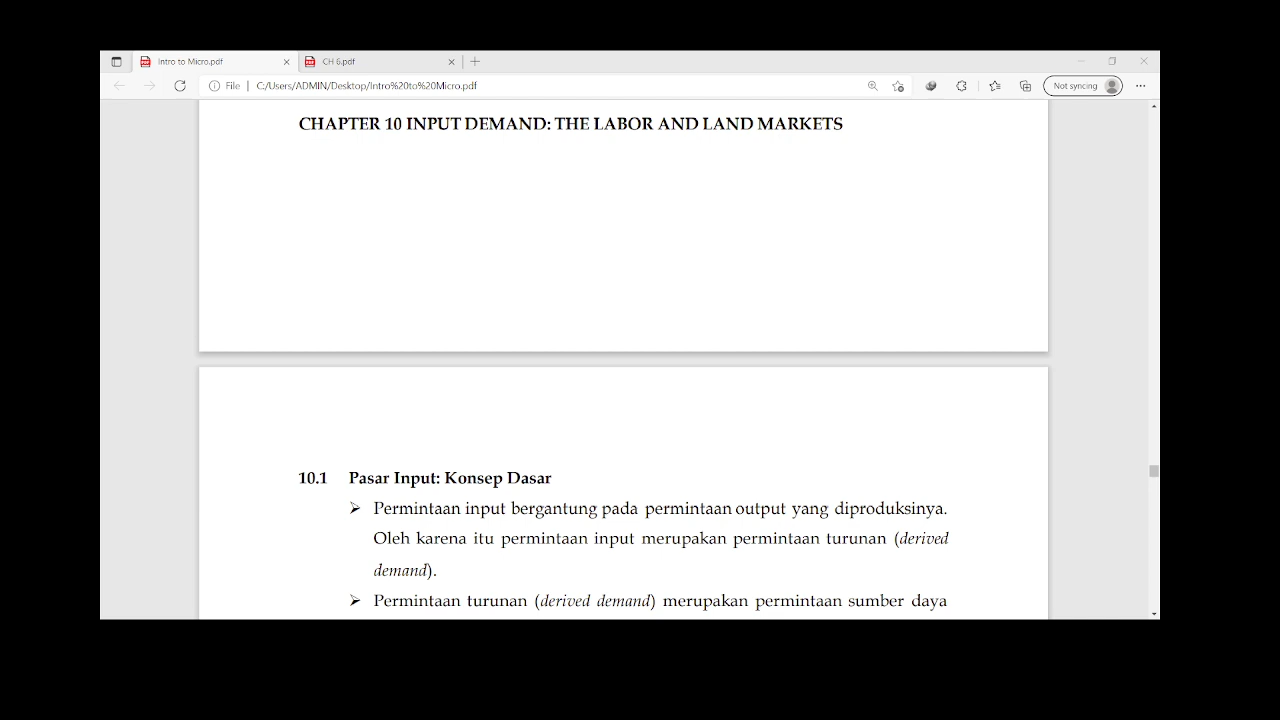 Intro to Micro.pdf
CH 6.pdf
File
C:/Users/ADMIN/Desktop/Intro%20to%20Micro.pdf
Not syncing
CHAPTER 10 INPUT DEMAND: THE LABOR AND LAND MARKETS
10.1 Pasar Input: Konsep Dasar
➢ Permintaan input bergantung pada permintaan output yang diproduksinya.
Oleh karena itu permintaan input merupakan permintaan turunan (derived
demand).
➢ Permintaan turunan (derived demand) merupakan permintaan sumber daya